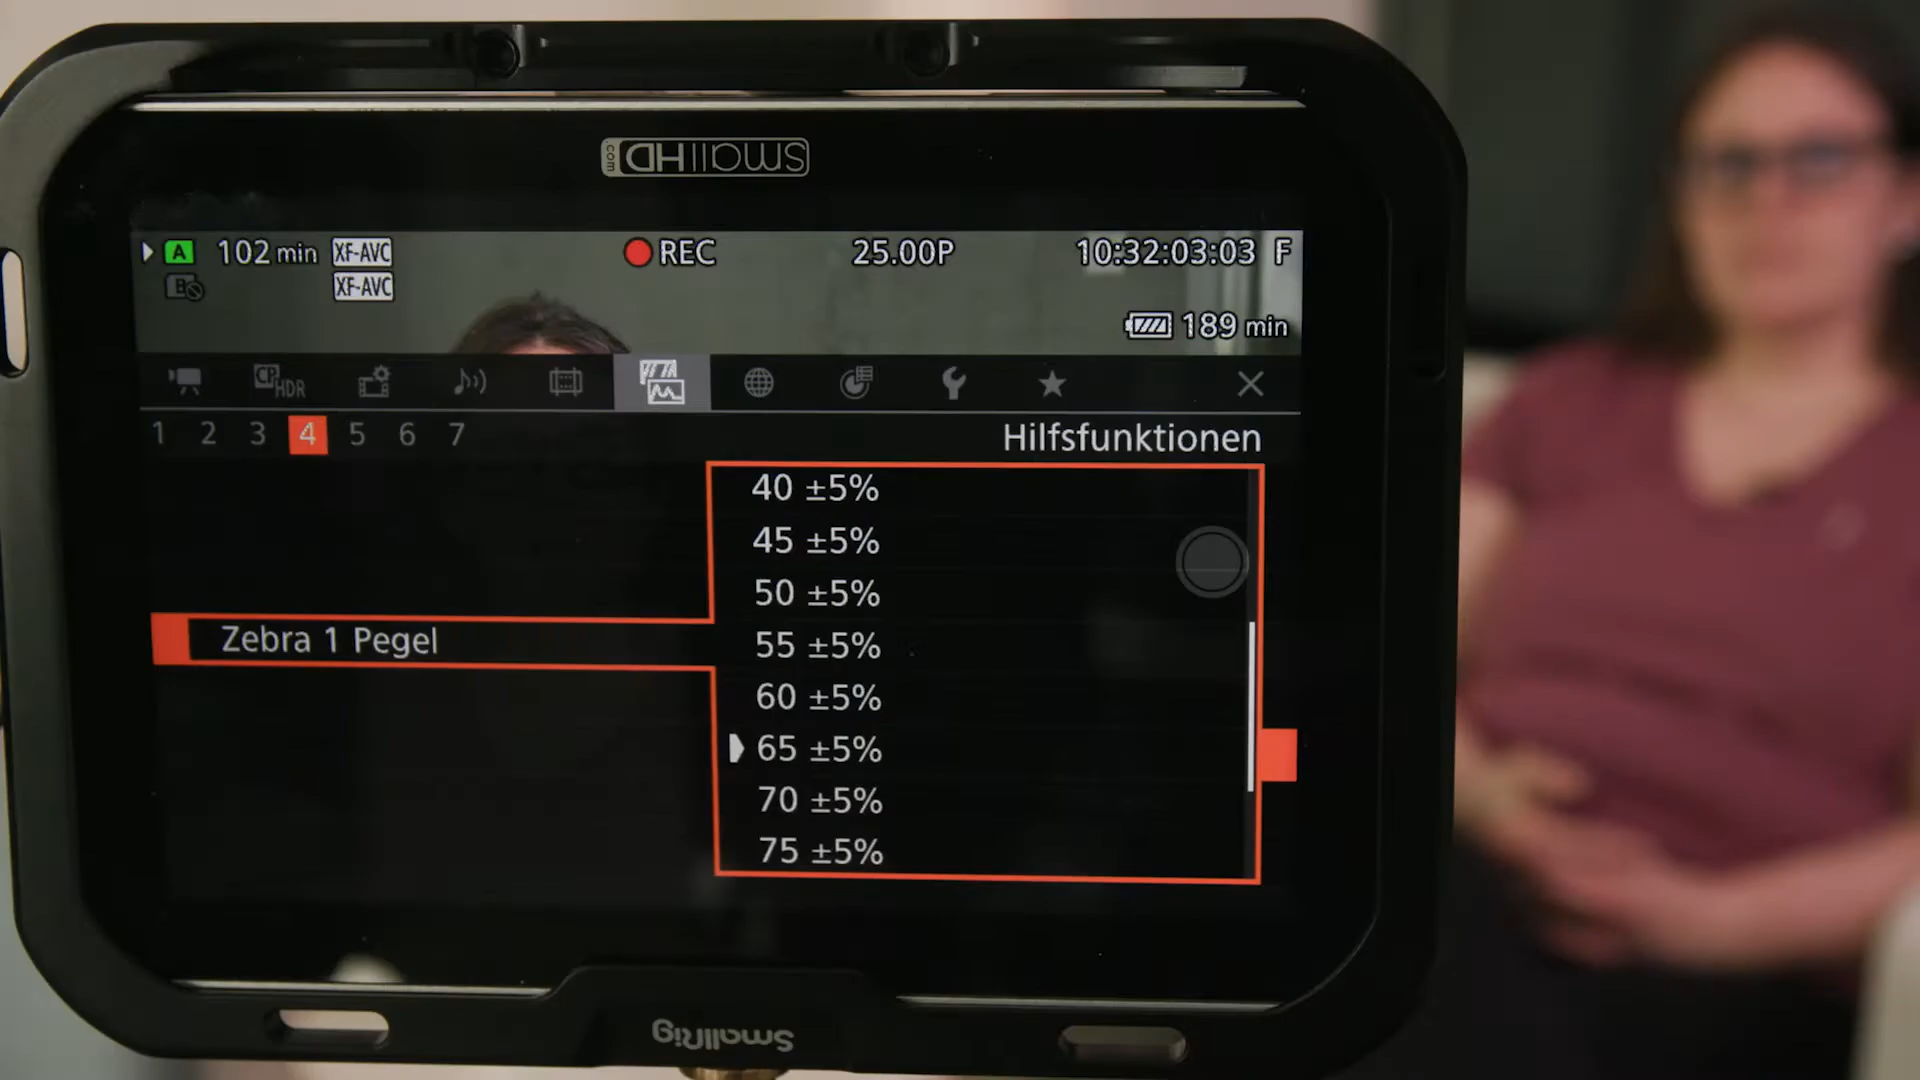 smallHD
com
A 102 min XF-AVC REC 25.00P 10:32:03:03 F
B XF-AVC
189 min
CP HDR
1 2 3 4 5 6 7 Hilfsfunktionen
40 ±5%
45 ±5%
50 ±5%
Zebra 1 Pegel
55 ±5%
60 ±5%
65 ±5%
70 ±5%
75 ±5%
SmallRig